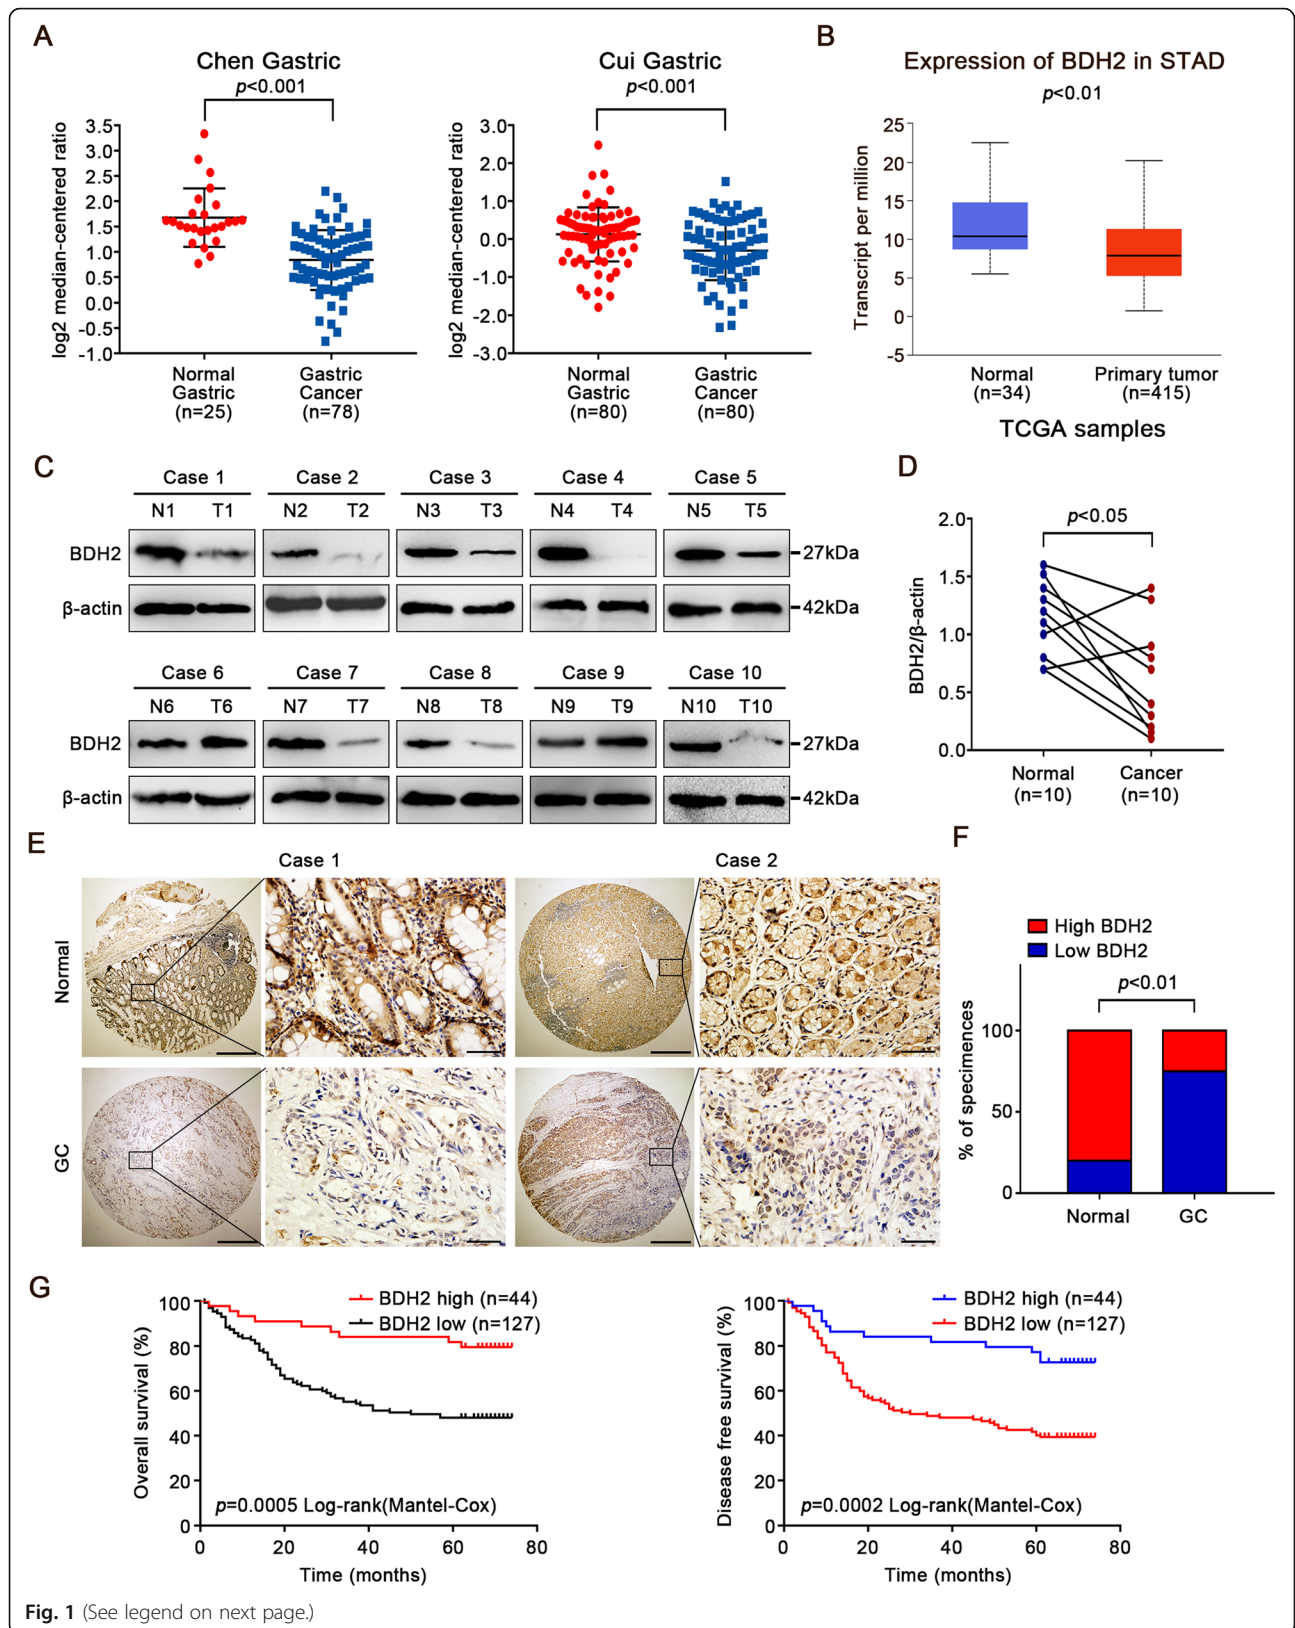 A
Chen Gastric
p<0.001
log2 median-centered ratio
3.5
3.0
2.5
2.0
1.5
1.0
0.5
0.0
-0.5
-1.0
Normal
Gastric
(n=25)
Gastric
Cancer
(n=78)
Cui Gastric
p<0.001
log2 median-centered ratio
3.0
2.0
1.0
0.0
-1.0
-2.0
-3.0
Normal
Gastric
(n=80)
Gastric
Cancer
(n=80)
B
Expression of BDH2 in STAD
p<0.01
Transcript per million
25
20
15
10
5
0
-5
Normal
(n=34)
Primary tumor
(n=415)
TCGA samples
C
Case 1 Case 2 Case 3 Case 4 Case 5
N1 T1 N2 T2 N3 T3 N4 T4 N5 T5
BDH2 27kDa
β-actin 42kDa
Case 6 Case 7 Case 8 Case 9 Case 10
N6 T6 N7 T7 N8 T8 N9 T9 N10 T10
BDH2 27kDa
β-actin 42kDa
D
p<0.05
BDH2/β-actin
2.0
1.5
1.0
0.5
0.0
Normal
(n=10)
Cancer
(n=10)
E
Case 1 Case 2
Normal
GC
F
High BDH2
Low BDH2
p<0.01
% of specimences
100
50
0
Normal GC
G
BDH2 high (n=44)
BDH2 low (n=127)
Overall survival (%)
100
80
60
40
20
0
p=0.0005 Log-rank(Mantel-Cox)
0 20 40 60 80
Time (months)
BDH2 high (n=44)
BDH2 low (n=127)
Disease free survival (%)
100
80
60
40
20
0
p=0.0002 Log-rank(Mantel-Cox)
0 20 40 60 80
Time (months)
Fig. 1 (See legend on next page.)